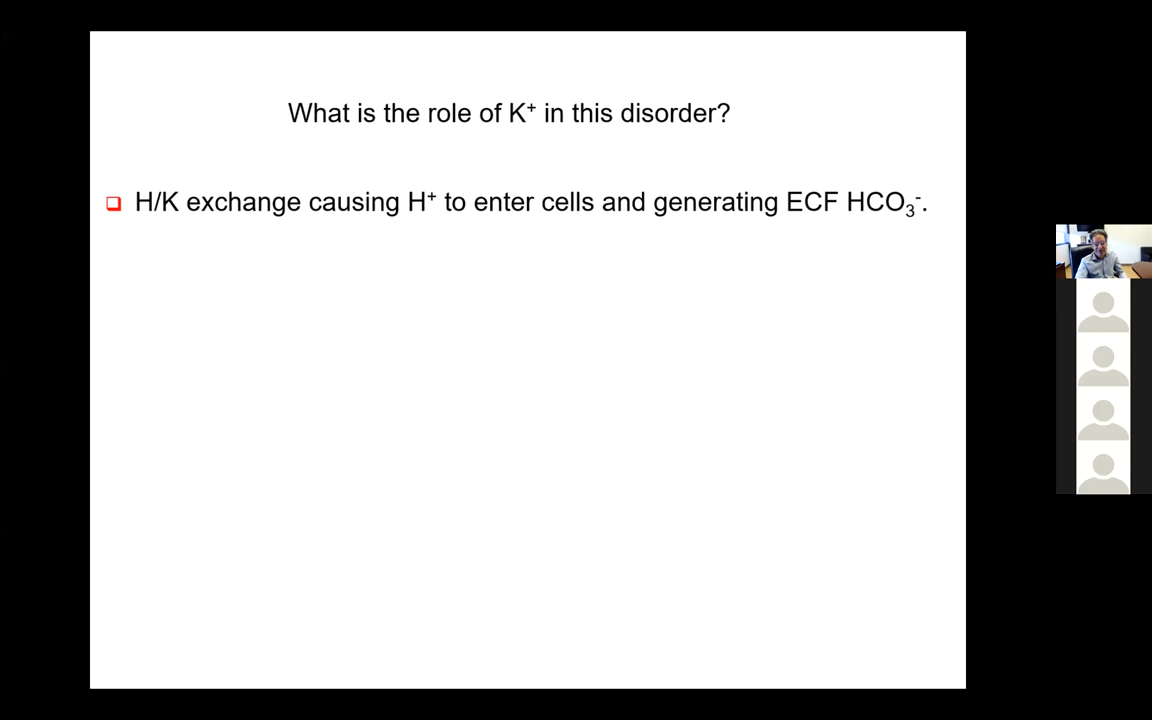 What is the role of K⁺ in this disorder?
H/K exchange causing H⁺ to enter cells and generating ECF HCO₃⁻.